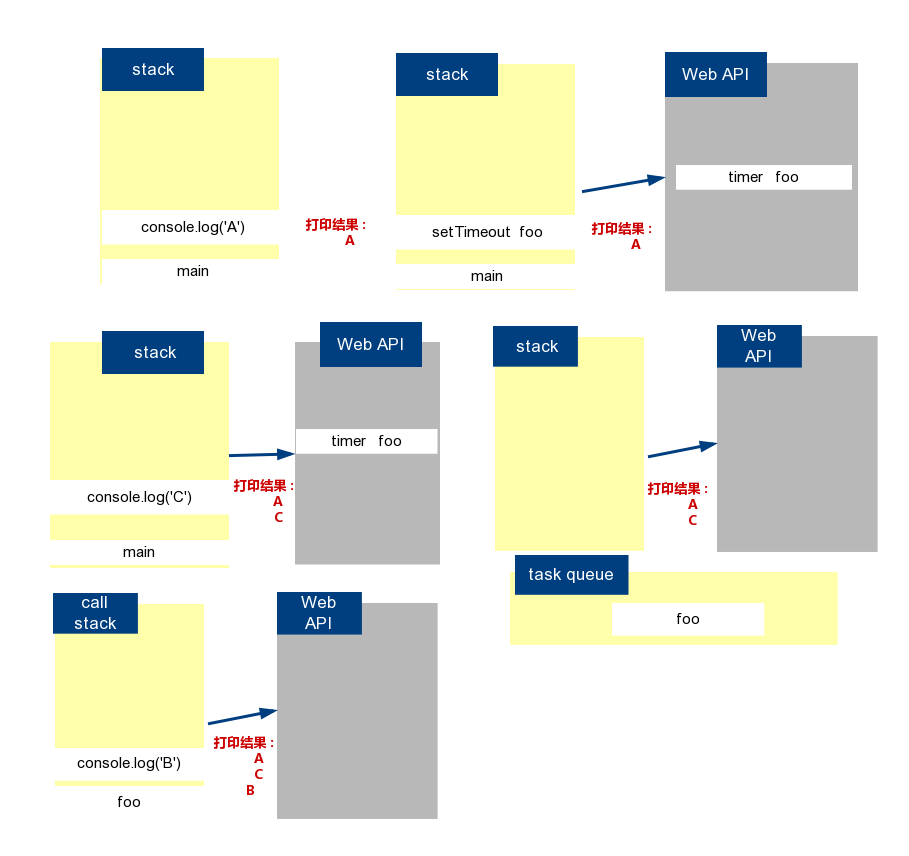 stack
console.log('A')
main
打印结果：
A
stack
setTimeout foo
main
打印结果：
A
Web API
timer foo
stack
console.log('C')
main
打印结果：
A
C
Web API
timer foo
stack
打印结果：
A
C
Web
API
task queue
foo
call
stack
console.log('B')
foo
打印结果：
A
C
B
Web
API